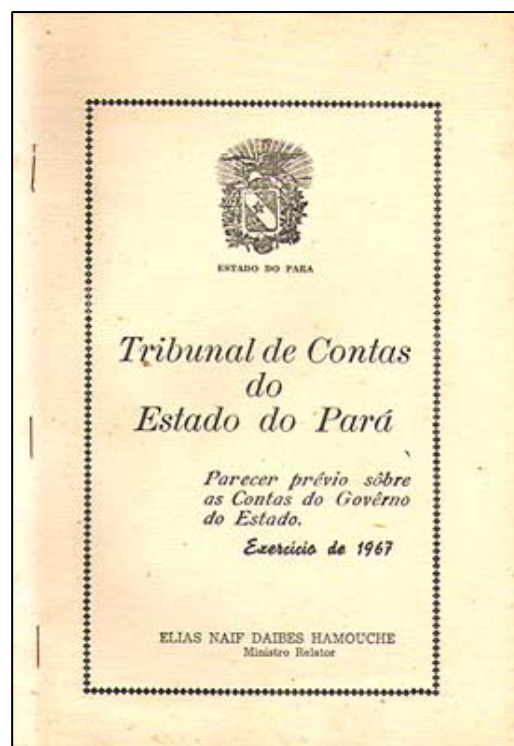 ESTADO DO PARA
Tribunal de Contas
do
Estado do Pará
Parecer prévio sôbre
as Contas do Govêrno
do Estado.
Exercício de 1967
ELIAS NAIF DAIBES HAMOUCHE
Ministro Relator